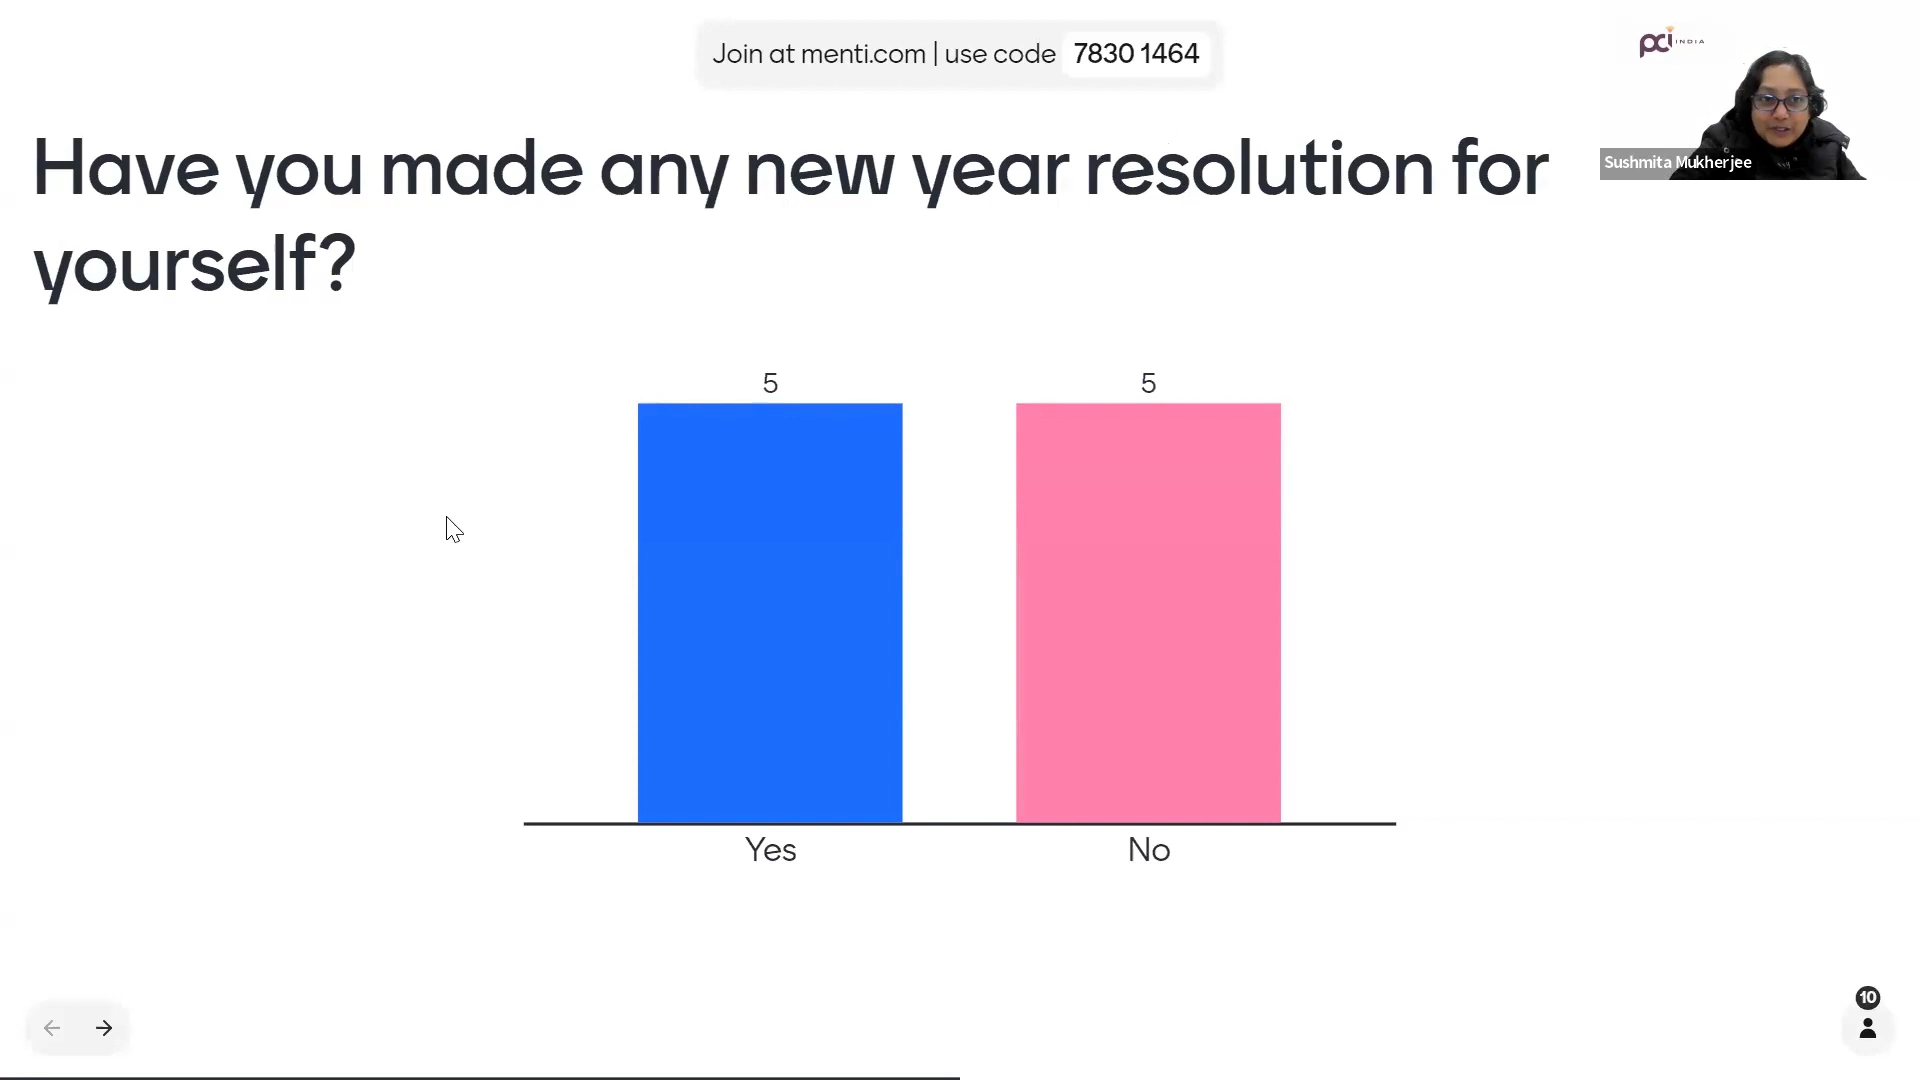 Join at menti.com | use code 7830 1464
pci INDIA
Have you made any new year resolution for
yourself?
Sushmita Mukherjee
5 5
Yes No
10